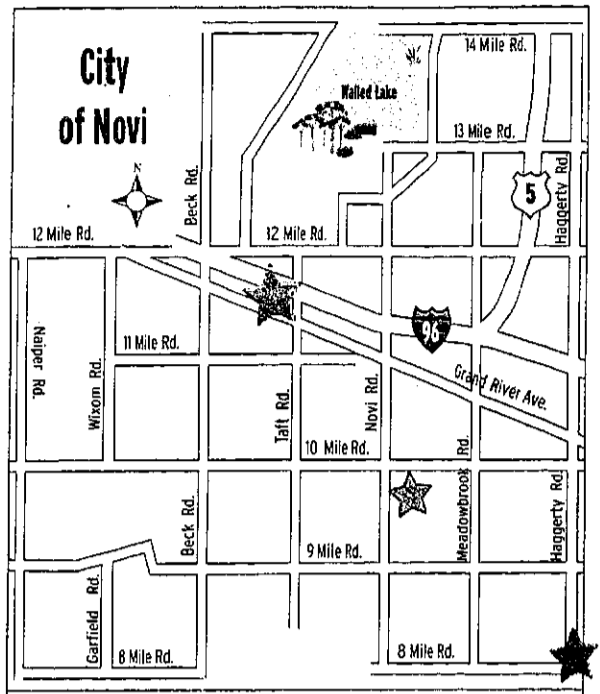 City
of Novi
14 Mile Rd.
Walled Lake
13 Mile Rd.
N
Beck Rd.
5
Haggerty Rd.
12 Mile Rd.
12 Mile Rd.
96
11 Mile Rd.
Naiper Rd.
Wixom Rd.
Taft Rd.
Novi Rd.
Grand River Ave.
10 Mile Rd.
Meadowbrook Rd.
Haggerty Rd.
Beck Rd.
9 Mile Rd.
Garfield Rd.
8 Mile Rd.
8 Mile Rd.